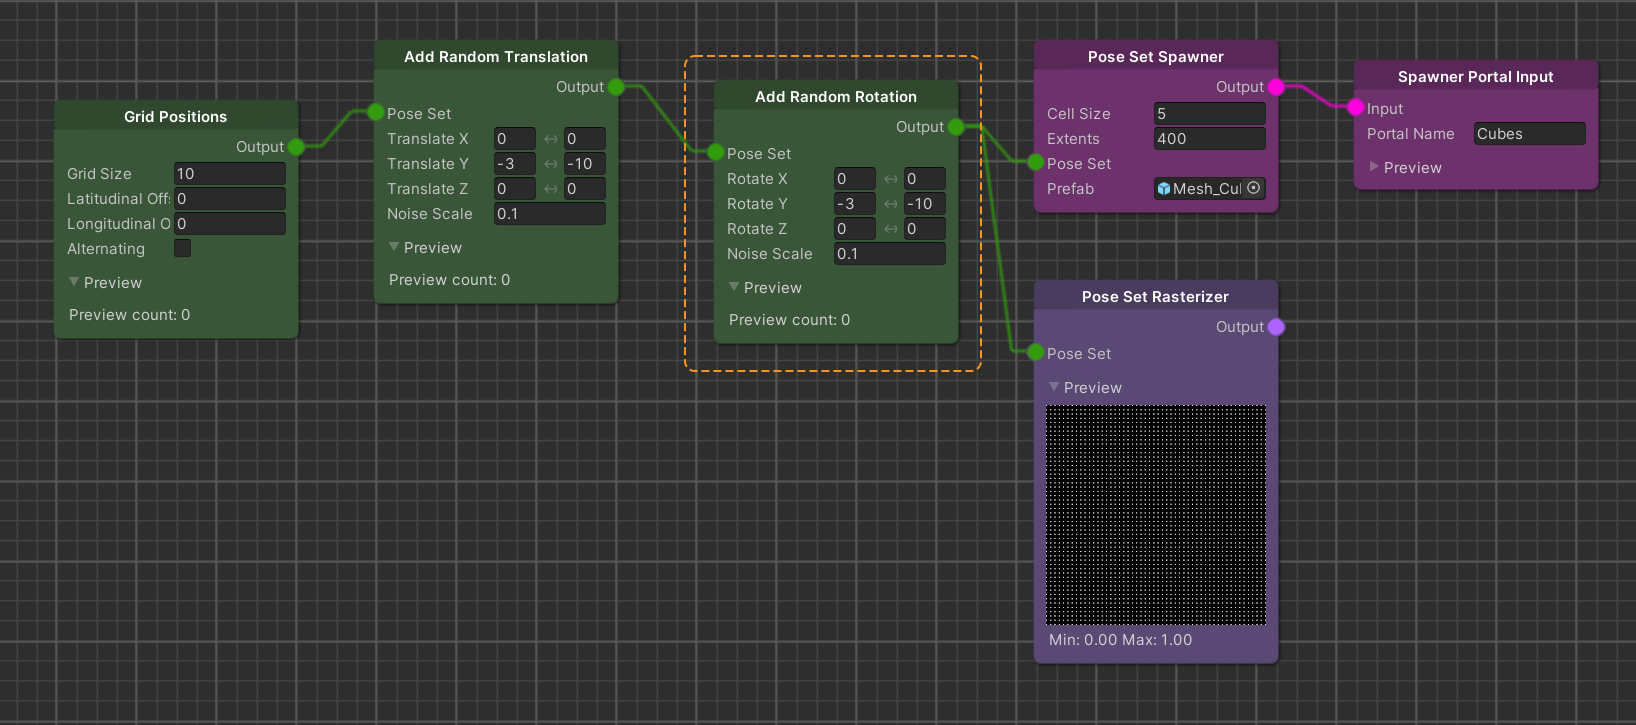 Grid Positions
Output
Grid Size 10
Latitudinal Off 0
Longitudinal O 0
Alternating
Preview
Preview count: 0
Add Random Translation
Output
Pose Set
Translate X 0 ↔ 0
Translate Y -3 ↔ -10
Translate Z 0 ↔ 0
Noise Scale 0.1
Preview
Preview count: 0
Add Random Rotation
Output
Pose Set
Rotate X 0 ↔ 0
Rotate Y -3 ↔ -10
Rotate Z 0 ↔ 0
Noise Scale 0.1
Preview
Preview count: 0
Pose Set Spawner
Output
Cell Size 5
Extents 400
Pose Set
Prefab Mesh_Cul
Spawner Portal Input
Input
Portal Name Cubes
Preview
Pose Set Rasterizer
Output
Pose Set
Preview
Min: 0.00 Max: 1.00